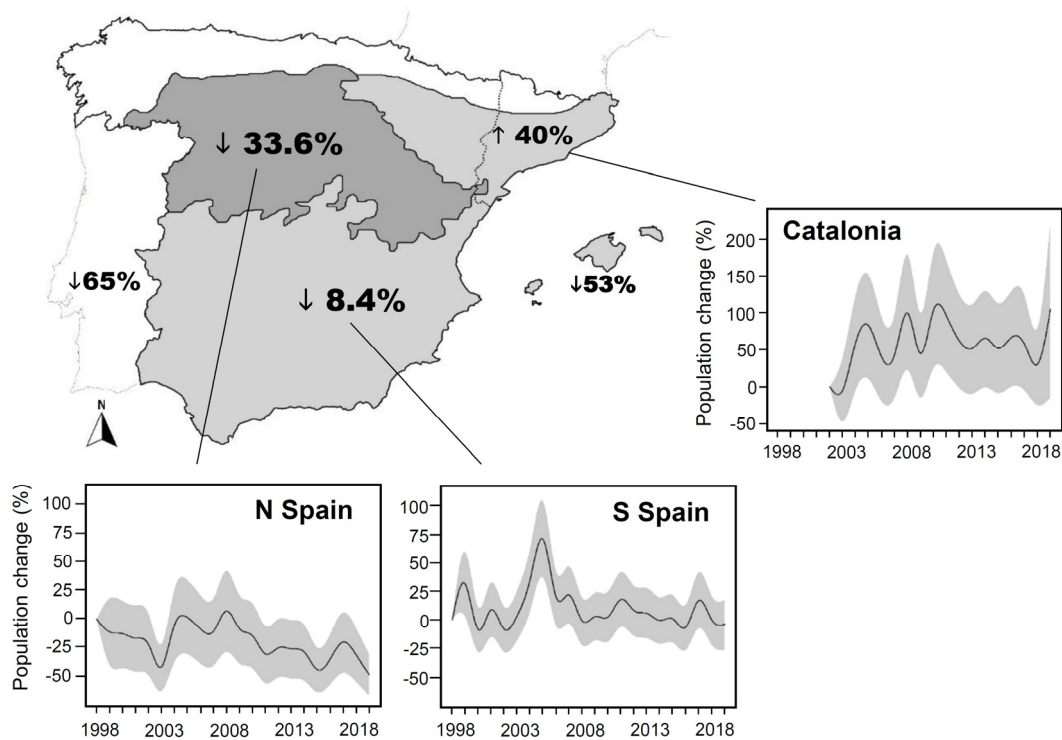 ↓ 33.6%
↑ 40%
↓65%
↓ 8.4%
↓53%
N
Catalonia
Population change (%)
200
150
100
50
0
-50
1998 2003 2008 2013 2018
N Spain
Population change (%)
100
75
50
25
0
-25
-50
1998 2003 2008 2013 2018
S Spain
100
75
50
25
0
-25
-50
1998 2003 2008 2013 2018